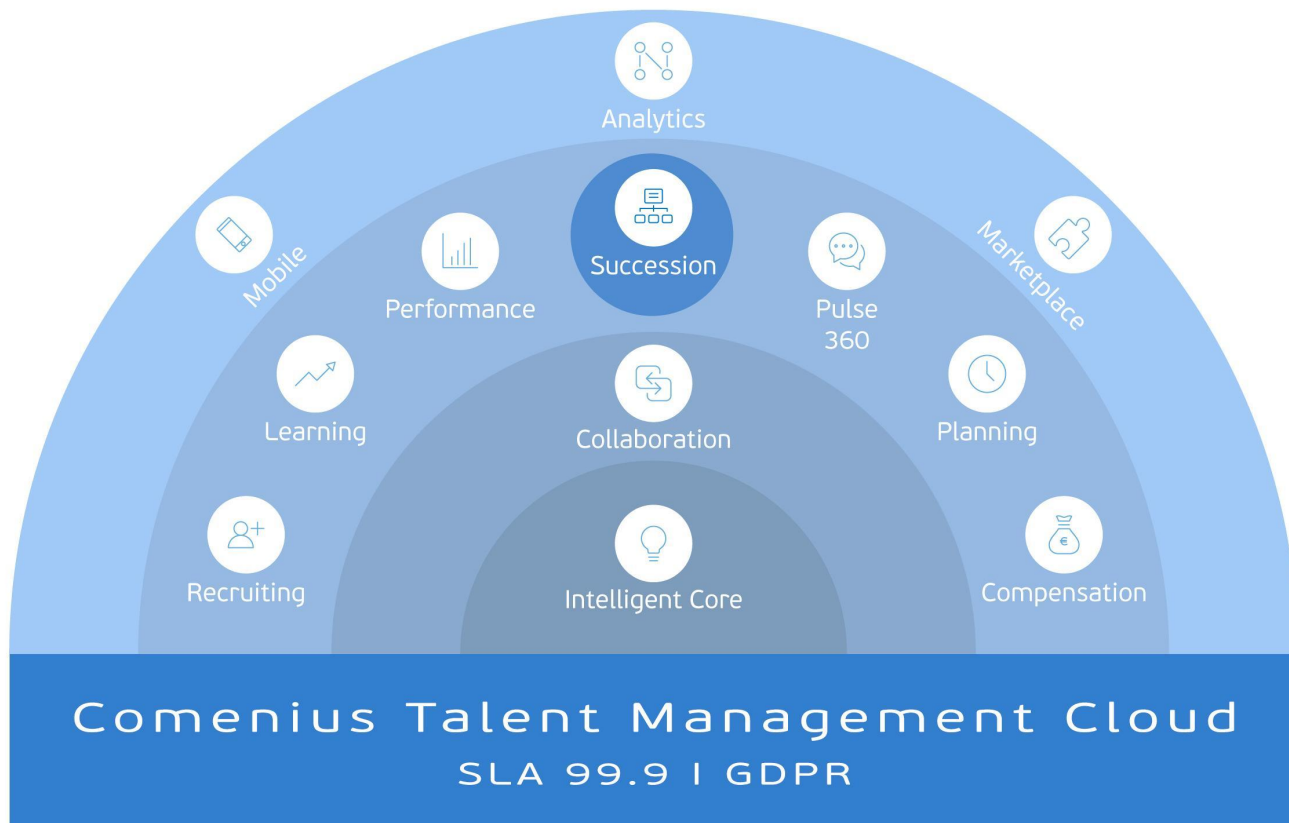 Analytics
Mobile
Marketplace
Succession
Performance
Pulse
360
Learning
Collaboration
Planning
Recruiting
Intelligent Core
Compensation
€
Comenius Talent Management Cloud
SLA 99.9 | GDPR